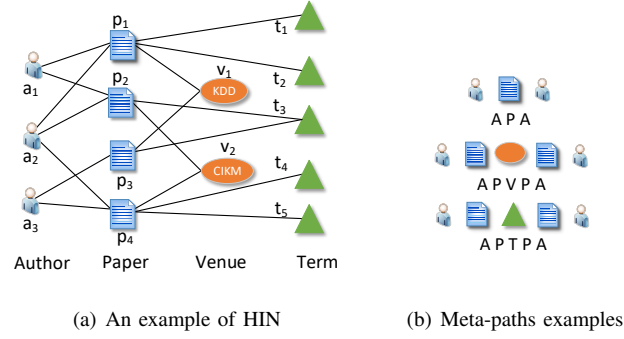 p1
t1
a1
v1
KDD
t2
p2
t3
a2
v2
CIKM
t4
p3
a3
t5
p4
Author Paper Venue Term
(a) An example of HIN
A P A
A P V P A
A P T P A
(b) Meta-paths examples